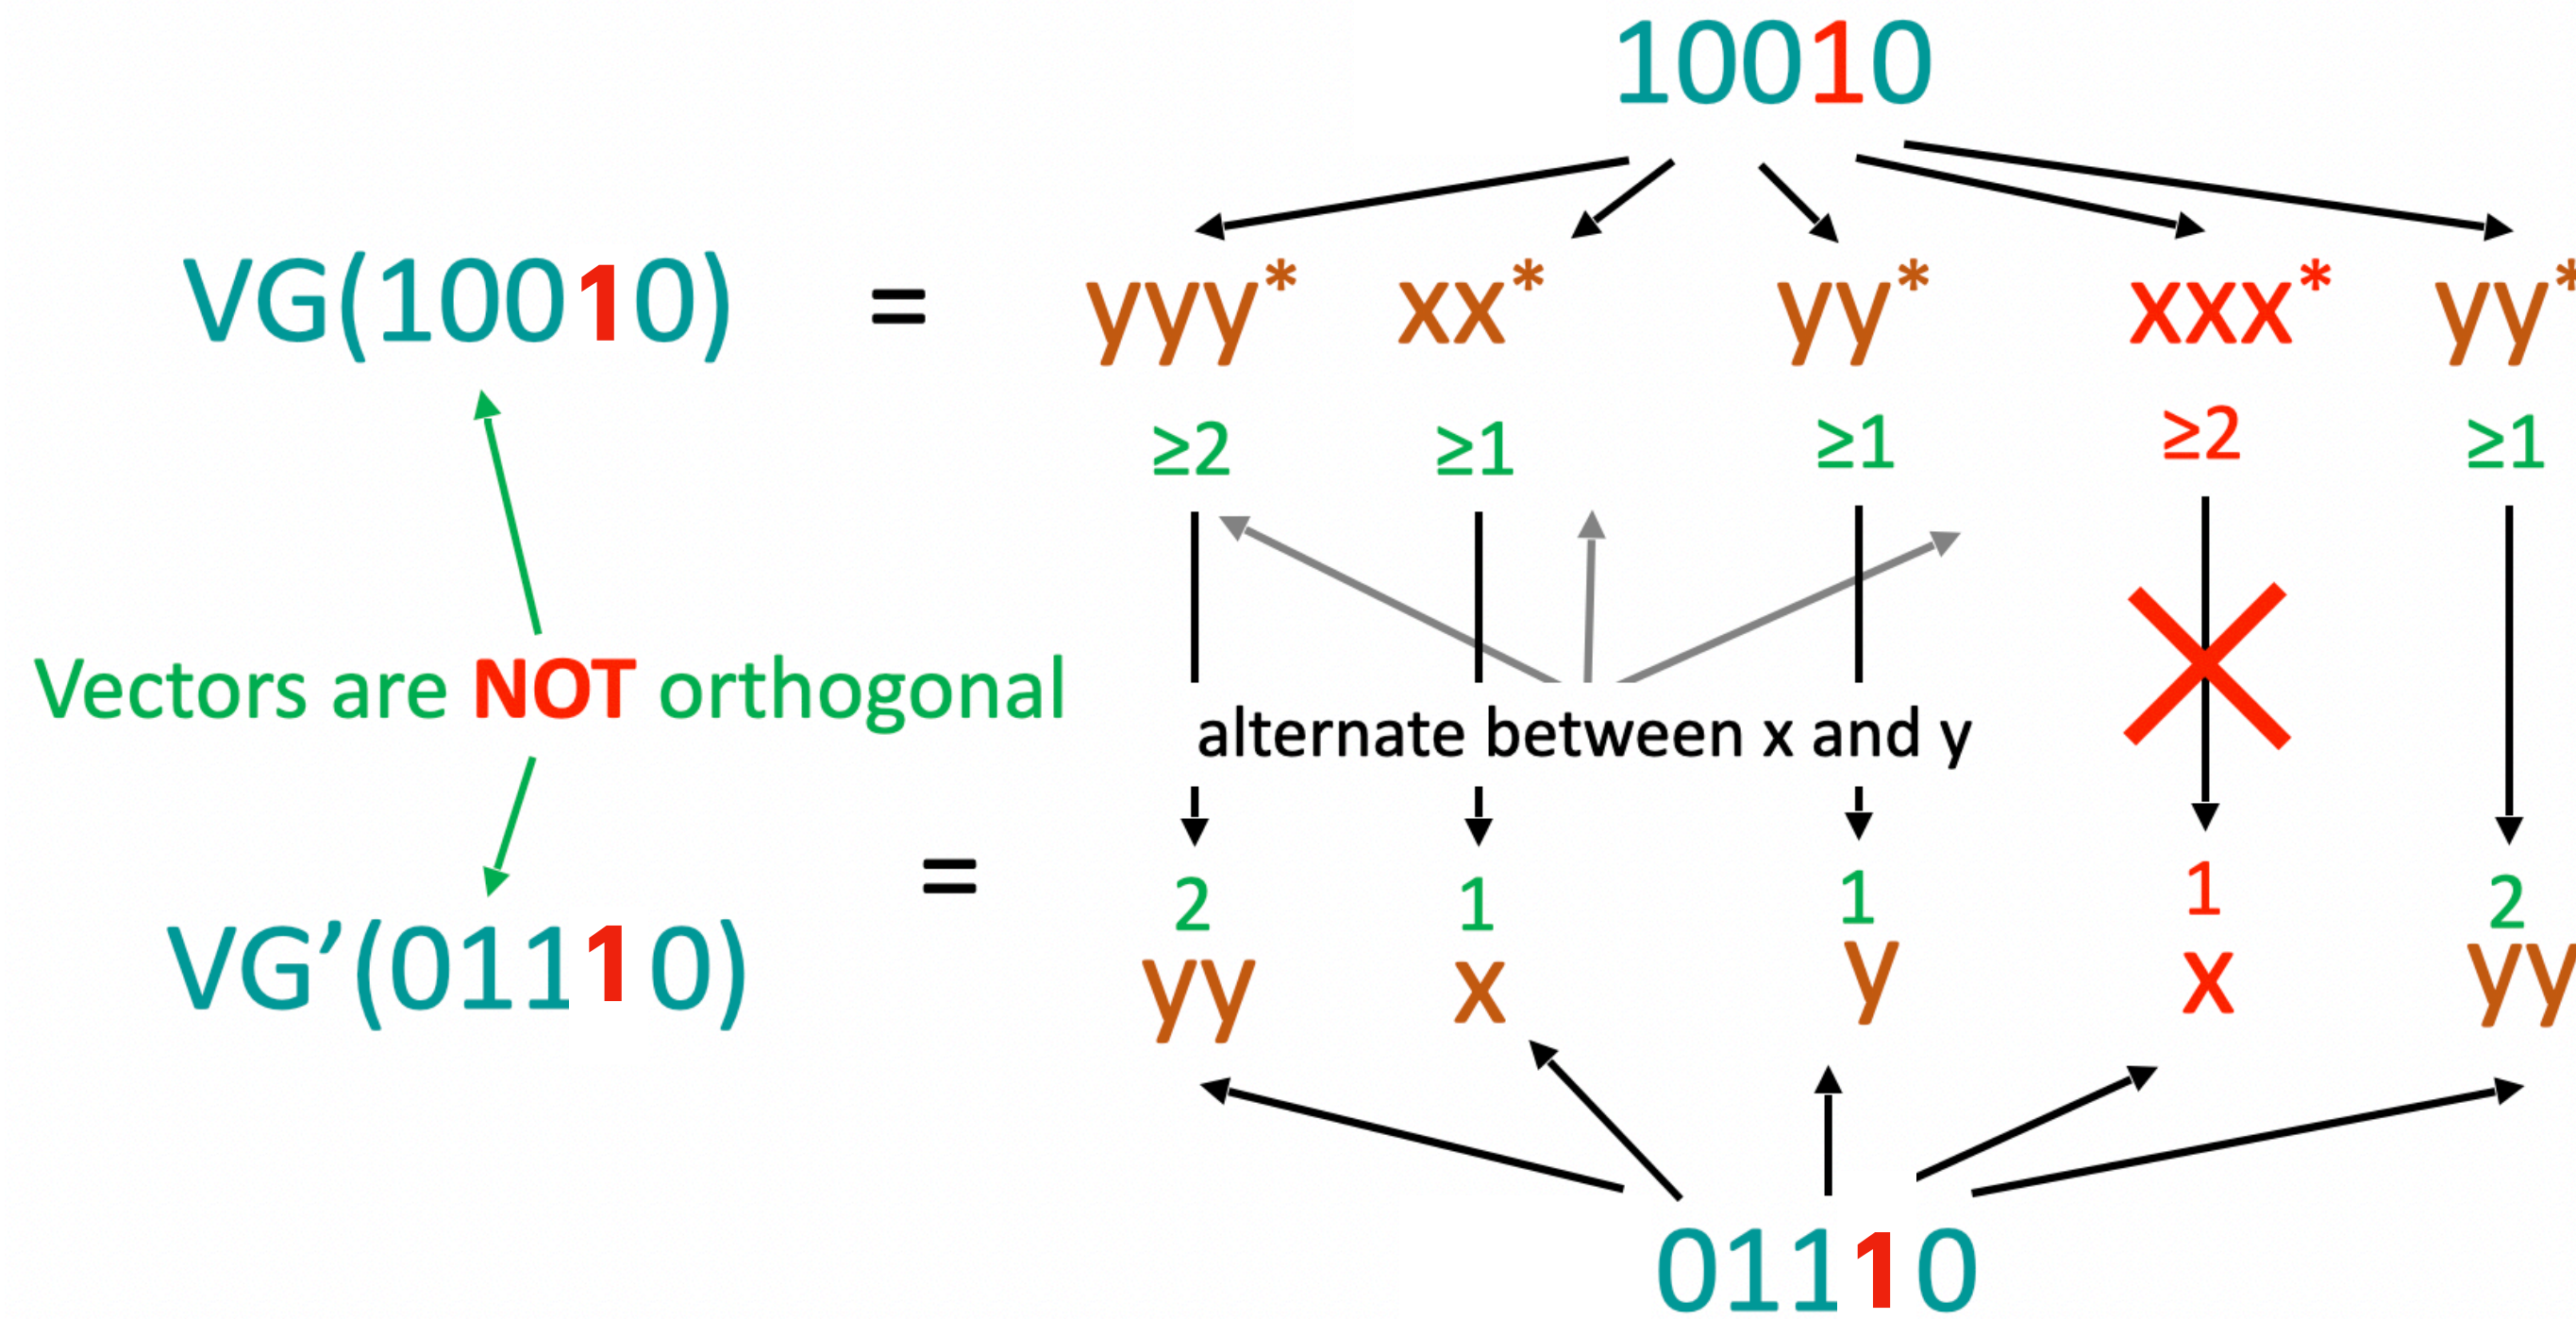 10010
VG(10010) = yyy* xx* yy* xxx* yy*
≥2 ≥1 ≥1 ≥2 ≥1
Vectors are NOT orthogonal
alternate between x and y
=
2 1 1 1 2
VG’(01110) yy x y x yy
01110